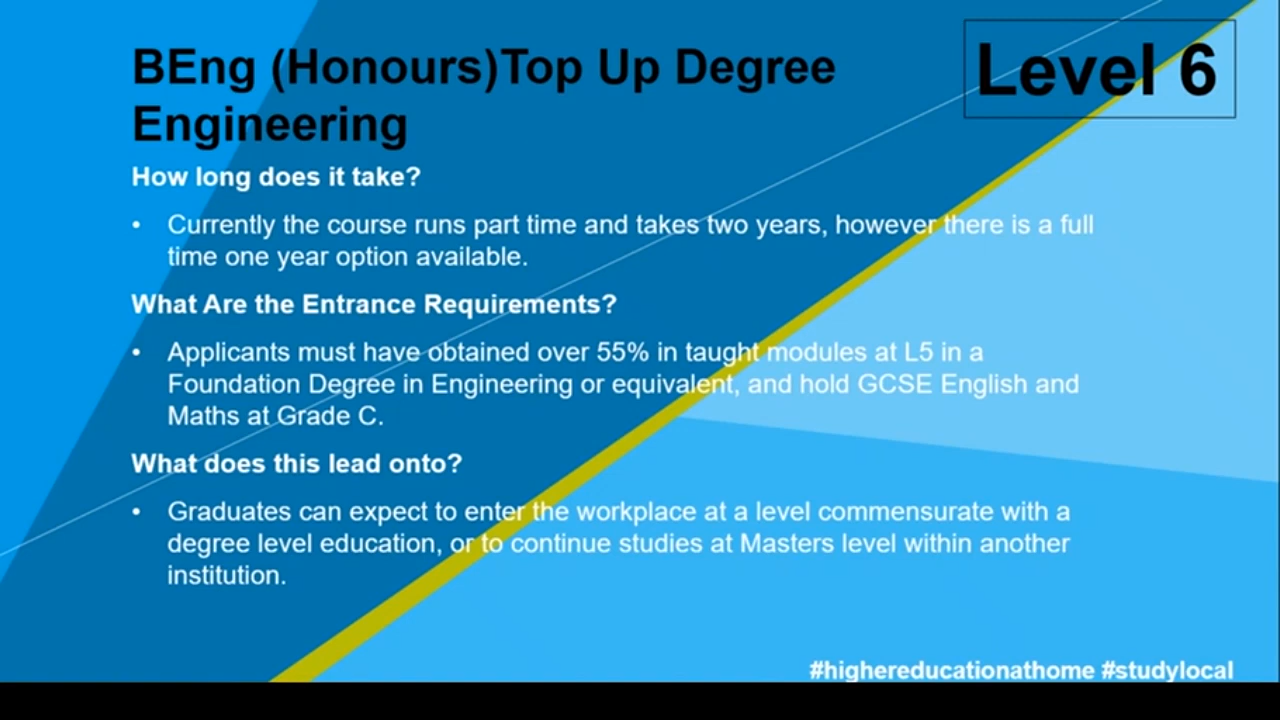 BEng (Honours)Top Up Degree
Engineering
Level 6
How long does it take?
• Currently the course runs part time and takes two years, however there is a full
time one year option available.
What Are the Entrance Requirements?
• Applicants must have obtained over 55% in taught modules at L5 in a
Foundation Degree in Engineering or equivalent, and hold GCSE English and
Maths at Grade C.
What does this lead onto?
• Graduates can expect to enter the workplace at a level commensurate with a
degree level education, or to continue studies at Masters level within another
institution.
#highereducationathome #studylocal